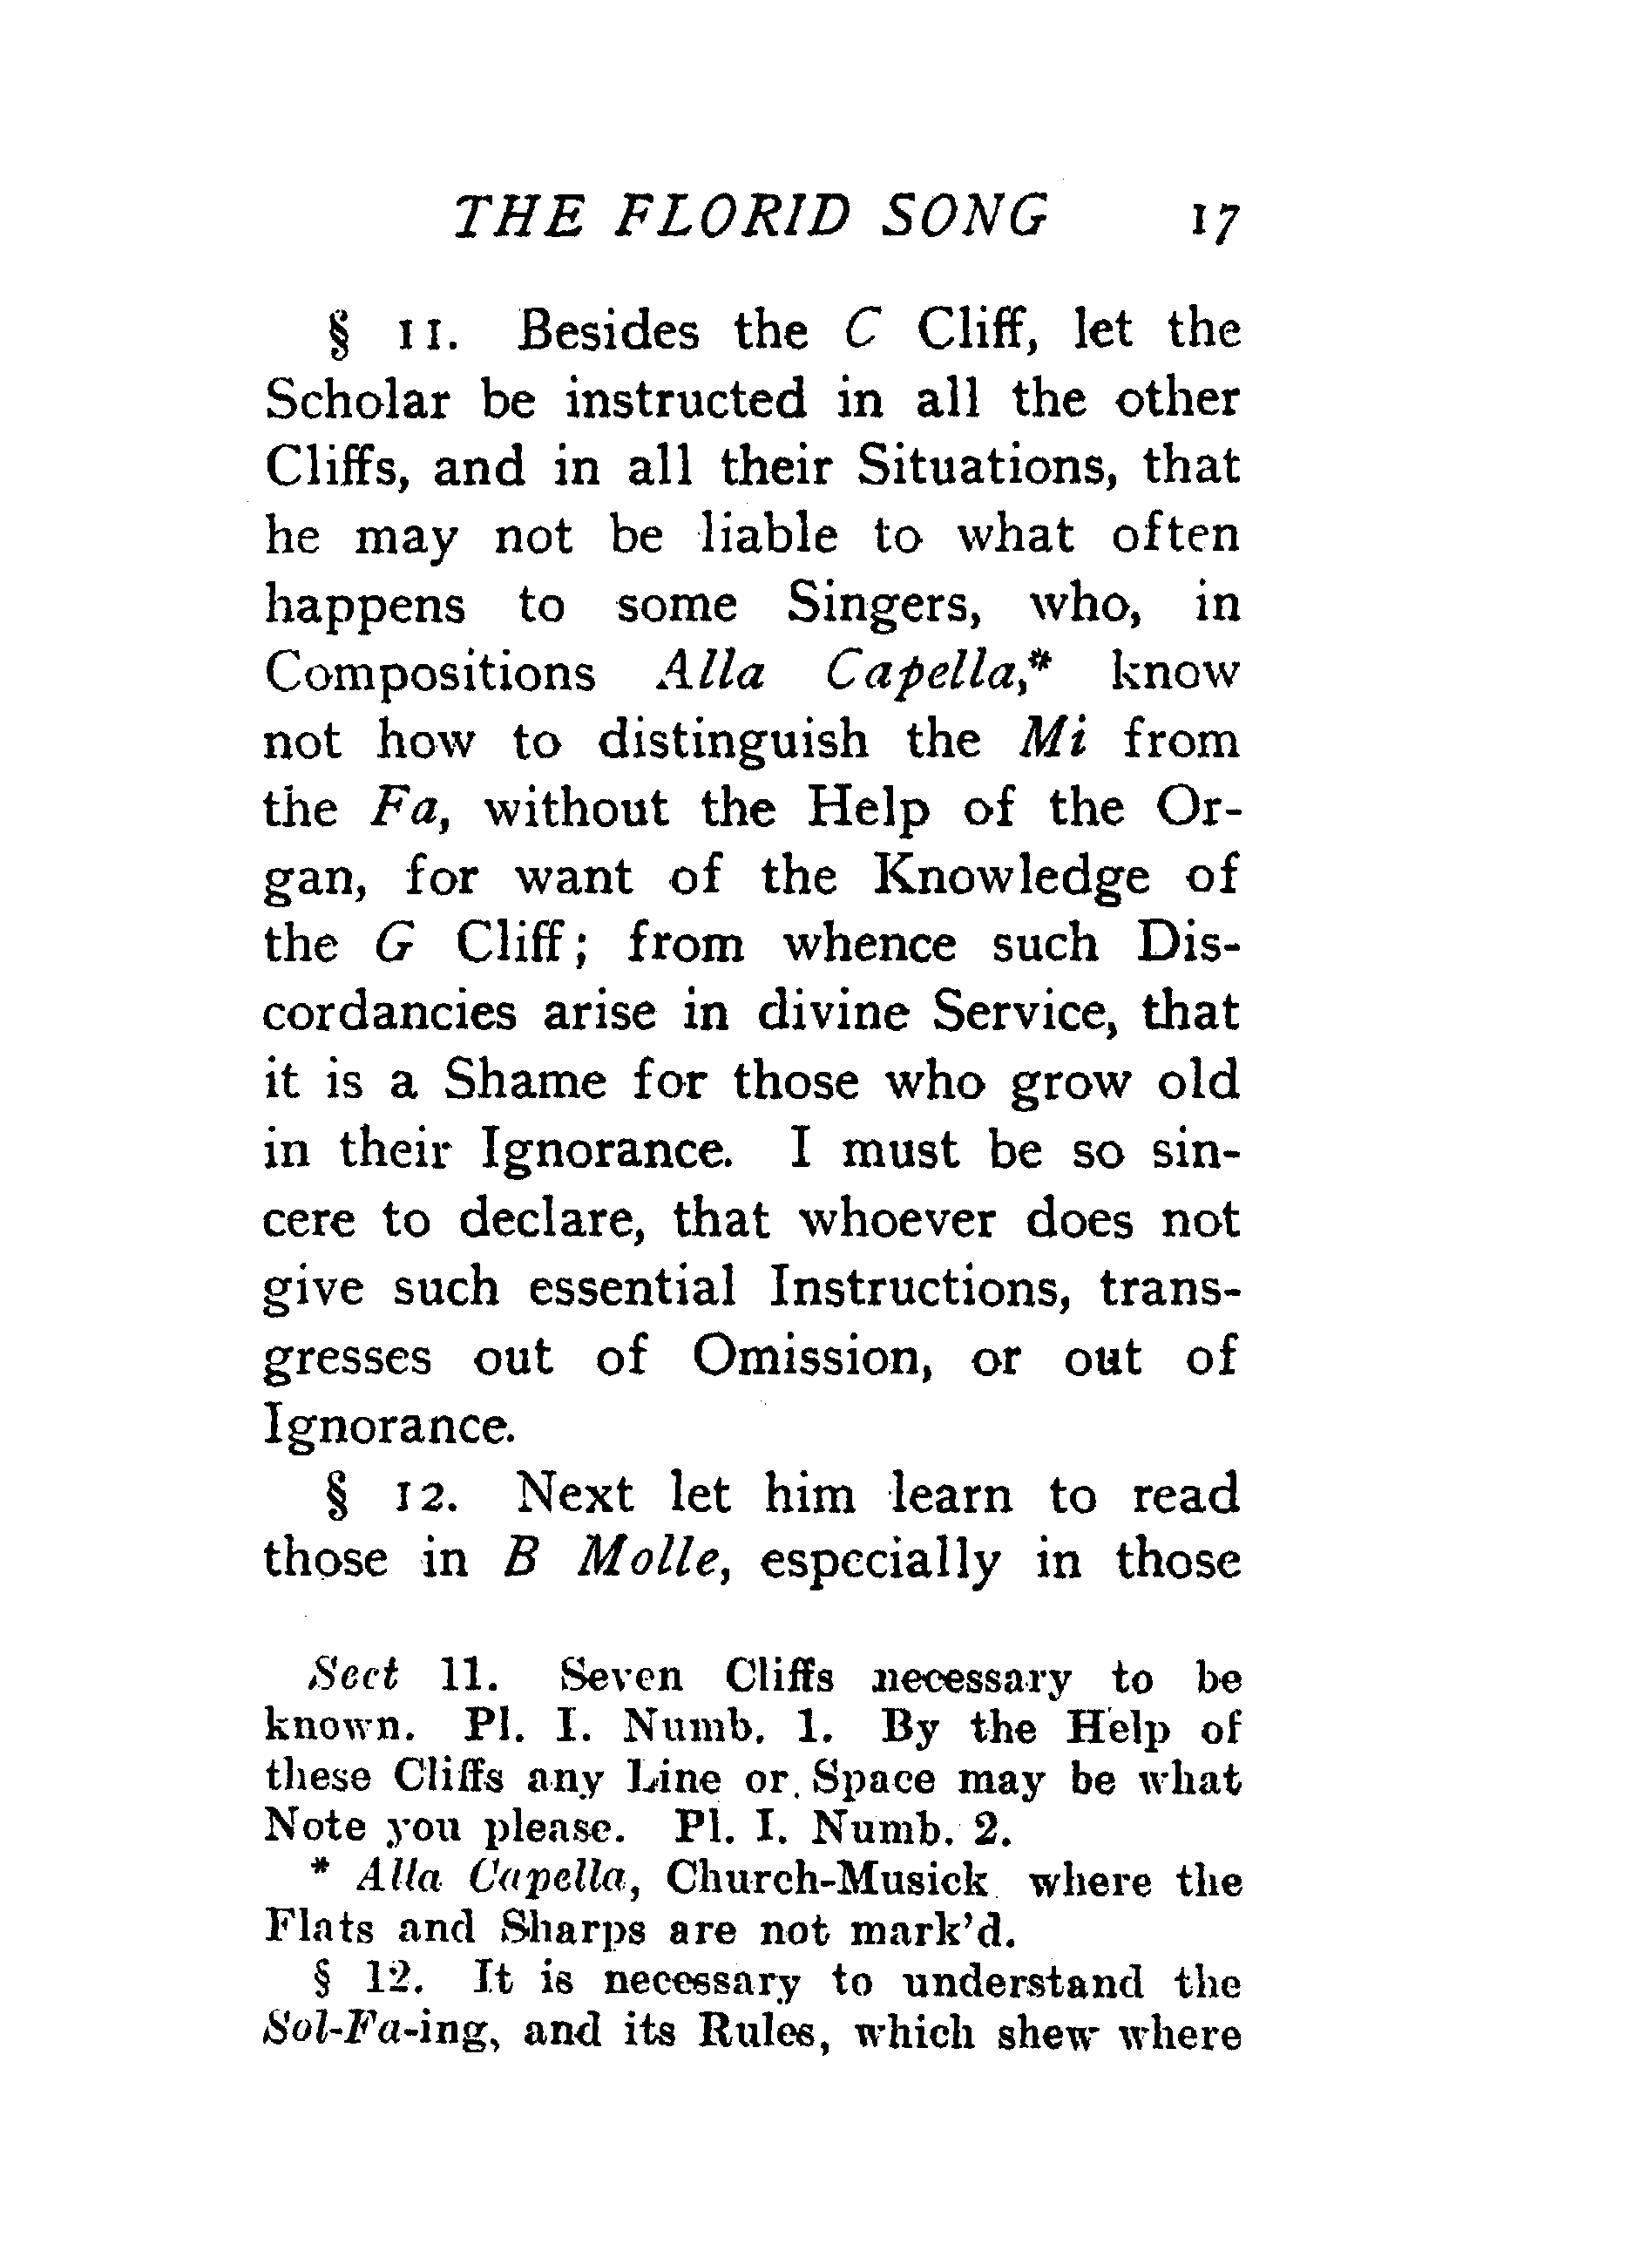 THE FLORID SONG 17
§ 11. Besides the C Cliff, let the
Scholar be instructed in all the other
Cliffs, and in all their Situations, that
he may not be liable to what often
happens to some Singers, who, in
Compositions Alla Capella,* know
not how to distinguish the Mi from
the Fa, without the Help of the Or-
gan, for want of the Knowledge of
the G Cliff; from whence such Dis-
cordancies arise in divine Service, that
it is a Shame for those who grow old
in their Ignorance. I must be so sin-
cere to declare, that whoever does not
give such essential Instructions, trans-
gresses out of Omission, or out of
Ignorance.
§ 12. Next let him learn to read
those in B Molle, especially in those
Sect 11. Seven Cliffs necessary to be
known. Pl. I. Numb. 1. By the Help of
these Cliffs any Line or Space may be what
Note you please. Pl. I. Numb. 2.
* Alla Capella, Church-Musick where the
Flats and Sharps are not mark'd.
§ 12. It is necessary to understand the
Sol-Fa-ing, and its Rules, which shew where